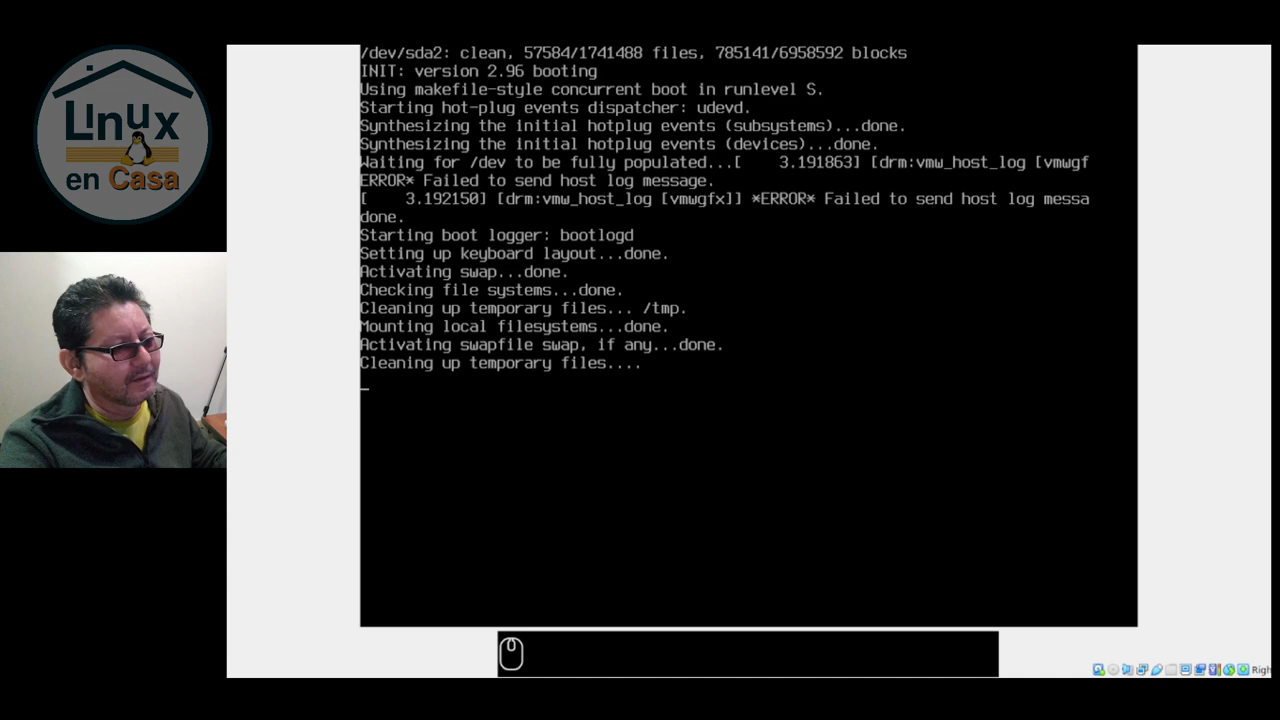 Linux
en Casa
/dev/sda2: clean, 57584/1741488 files, 785141/6958592 blocks
INIT: version 2.96 booting
Using makefile-style concurrent boot in runlevel S.
Starting hot-plug events dispatcher: udevd.
Synthesizing the initial hotplug events (subsystems)...done.
Synthesizing the initial hotplug events (devices)...done.
Waiting for /dev to be fully populated...[    3.191863] [drm:vmw_host_log [vmwgf
ERROR* Failed to send host log message.
[    3.192150] [drm:vmw_host_log [vmwgfx]] *ERROR* Failed to send host log messa
done.
Starting boot logger: bootlogd
Setting up keyboard layout...done.
Activating swap...done.
Checking file systems...done.
Cleaning up temporary files... /tmp.
Mounting local filesystems...done.
Activating swapfile swap, if any...done.
Cleaning up temporary files....
Righ